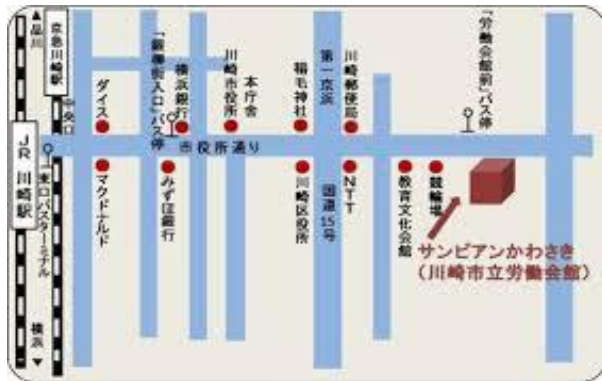 ▲品川
京急川崎駅
中央口
JR川崎駅
東口バスターミナル
横浜▼
ダイス
「銀柳街入口」バス停
横浜銀行
川崎市役所
本庁舎
稲毛神社
第一京浜
川崎郵便局
「労働会館前」バス停
市役所通り
マクドナルド
みずほ銀行
川崎区役所
国道15号
NTT
教育文化会館
競輪場
サンピアンかわさき
(川崎市立労働会館)